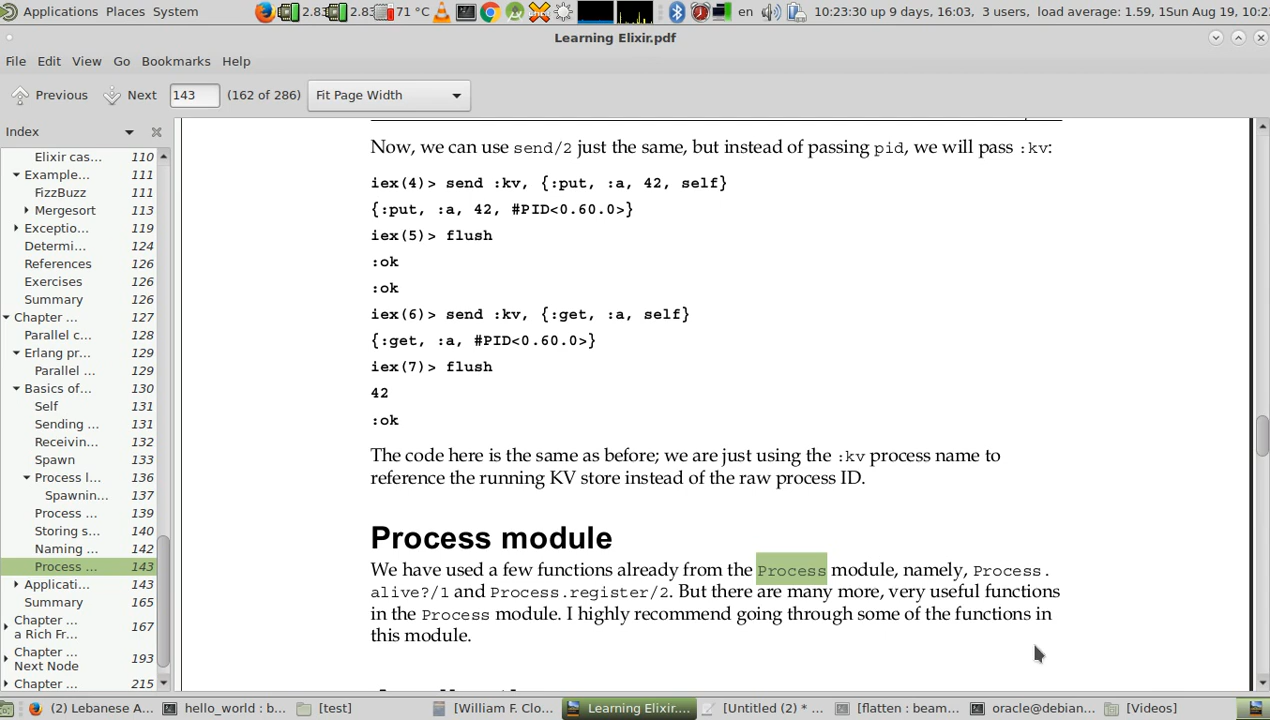 Applications Places System 2.8 2.8 71 °C en 10:23:30 up 9 days, 16:03, 3 users, load average: 1.59, 1 Sun Aug 19, 10:2
Learning Elixir.pdf
File Edit View Go Bookmarks Help
Previous Next 143 (162 of 286) Fit Page Width
Index
Elixir cas... 110
Example... 111
FizzBuzz 111
Mergesort 113
Exceptio... 119
Determi... 124
References 126
Exercises 126
Summary 126
Chapter ... 127
Parallel c... 128
Erlang pr... 129
Parallel ... 129
Basics of... 130
Self 131
Sending ... 131
Receivin... 132
Spawn 133
Process l... 136
Spawnin... 137
Process ... 139
Storing s... 140
Naming ... 142
Process ... 143
Applicati... 143
Summary 165
Chapter ...
a Rich Fr... 167
Chapter ...
Next Node 193
Chapter ... 215
Now, we can use send/2 just the same, but instead of passing pid, we will pass :kv:
iex(4)> send :kv, {:put, :a, 42, self}
{:put, :a, 42, #PID<0.60.0>}
iex(5)> flush
:ok
:ok
iex(6)> send :kv, {:get, :a, self}
{:get, :a, #PID<0.60.0>}
iex(7)> flush
42
:ok
The code here is the same as before; we are just using the :kv process name to
reference the running KV store instead of the raw process ID.
Process module
We have used a few functions already from the Process module, namely, Process.
alive?/1 and Process.register/2. But there are many more, very useful functions
in the Process module. I highly recommend going through some of the functions in
this module.
(2) Lebanese A... hello_world : b... [test] [William F. Clo... Learning Elixir.... [Untitled (2) * ... [flatten : beam... oracle@debian... [Videos]